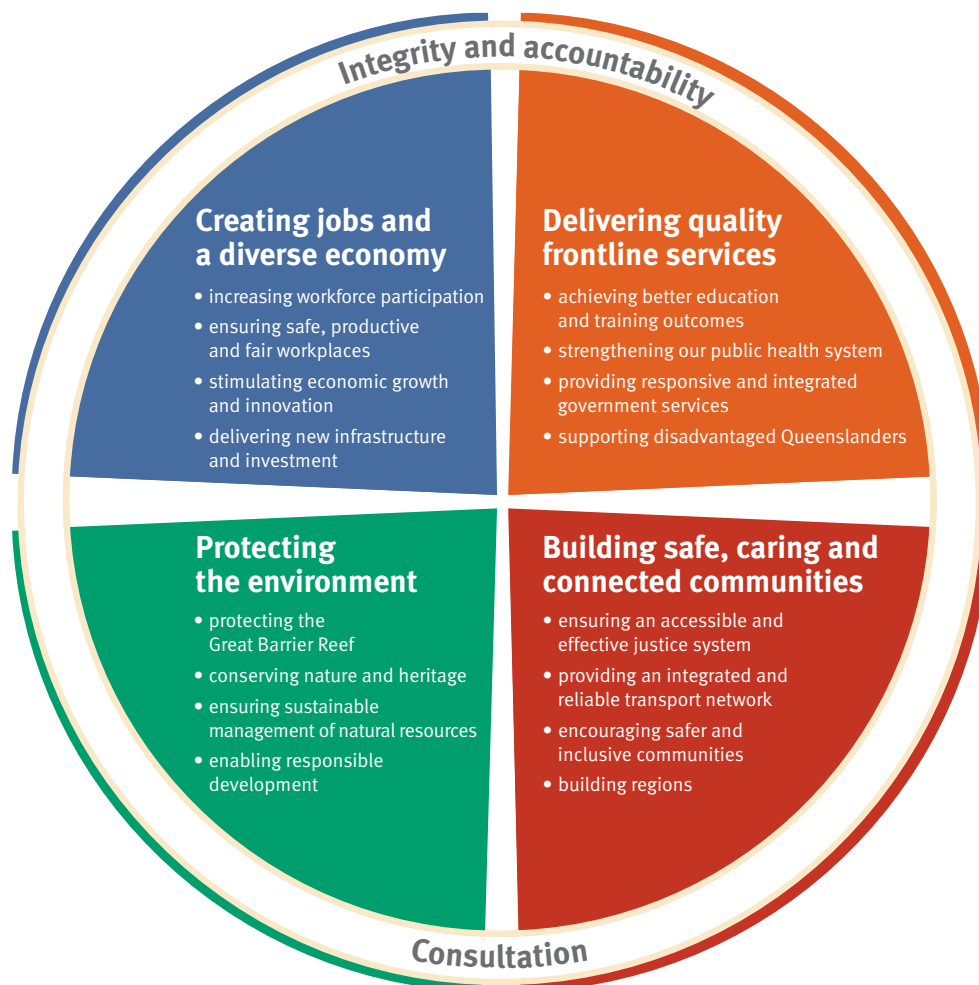 Integrity and accountability
Creating jobs and
a diverse economy
• increasing workforce participation
• ensuring safe, productive
and fair workplaces
• stimulating economic growth
and innovation
• delivering new infrastructure
and investment
Delivering quality
frontline services
• achieving better education
and training outcomes
• strengthening our public health system
• providing responsive and integrated
government services
• supporting disadvantaged Queenslanders
Protecting
the environment
• protecting the
Great Barrier Reef
• conserving nature and heritage
• ensuring sustainable
management of natural resources
• enabling responsible
development
Building safe, caring and
connected communities
• ensuring an accessible and
effective justice system
• providing an integrated and
reliable transport network
• encouraging safer and
inclusive communities
• building regions
Consultation